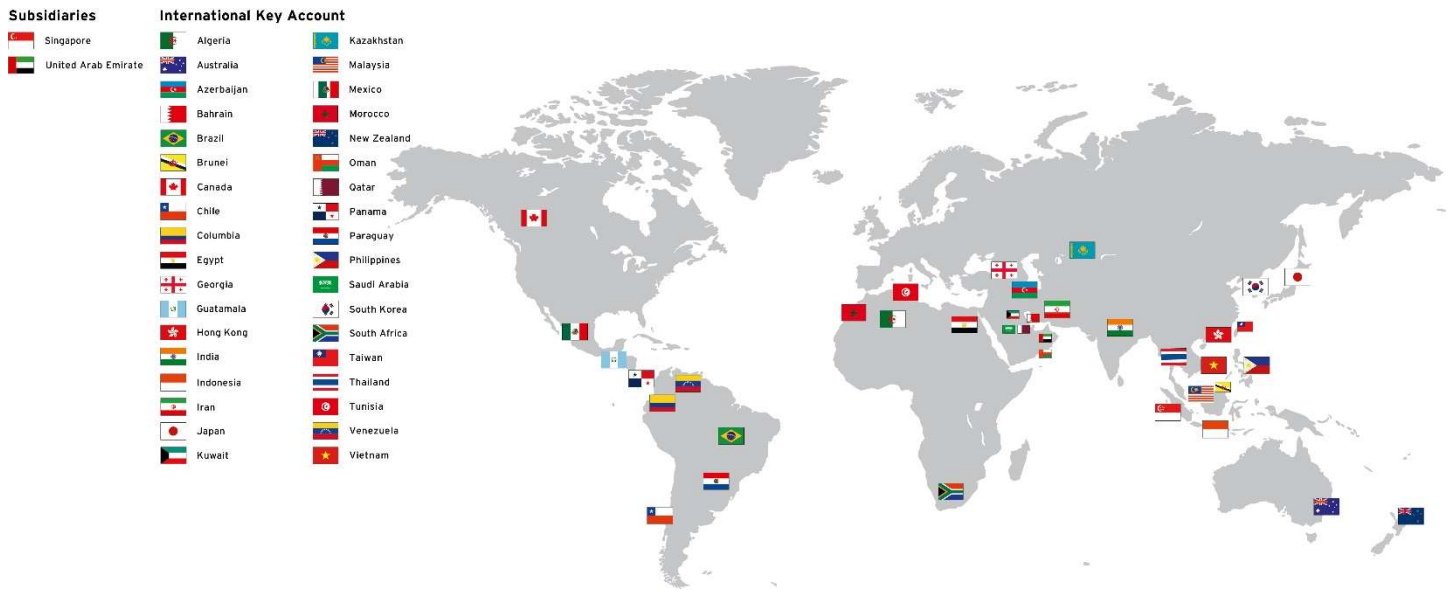 Subsidiaries
Singapore
United Arab Emirate
International Key Account
Algeria
Australia
Azerbaijan
Bahrain
Brazil
Brunei
Canada
Chile
Columbia
Egypt
Georgia
Guatamala
Hong Kong
India
Indonesia
Iran
Japan
Kuwait
Kazakhstan
Malaysia
Mexico
Morocco
New Zealand
Oman
Qatar
Panama
Paraguay
Philippines
Saudi Arabia
South Korea
South Africa
Taiwan
Thailand
Tunisia
Venezuela
Vietnam